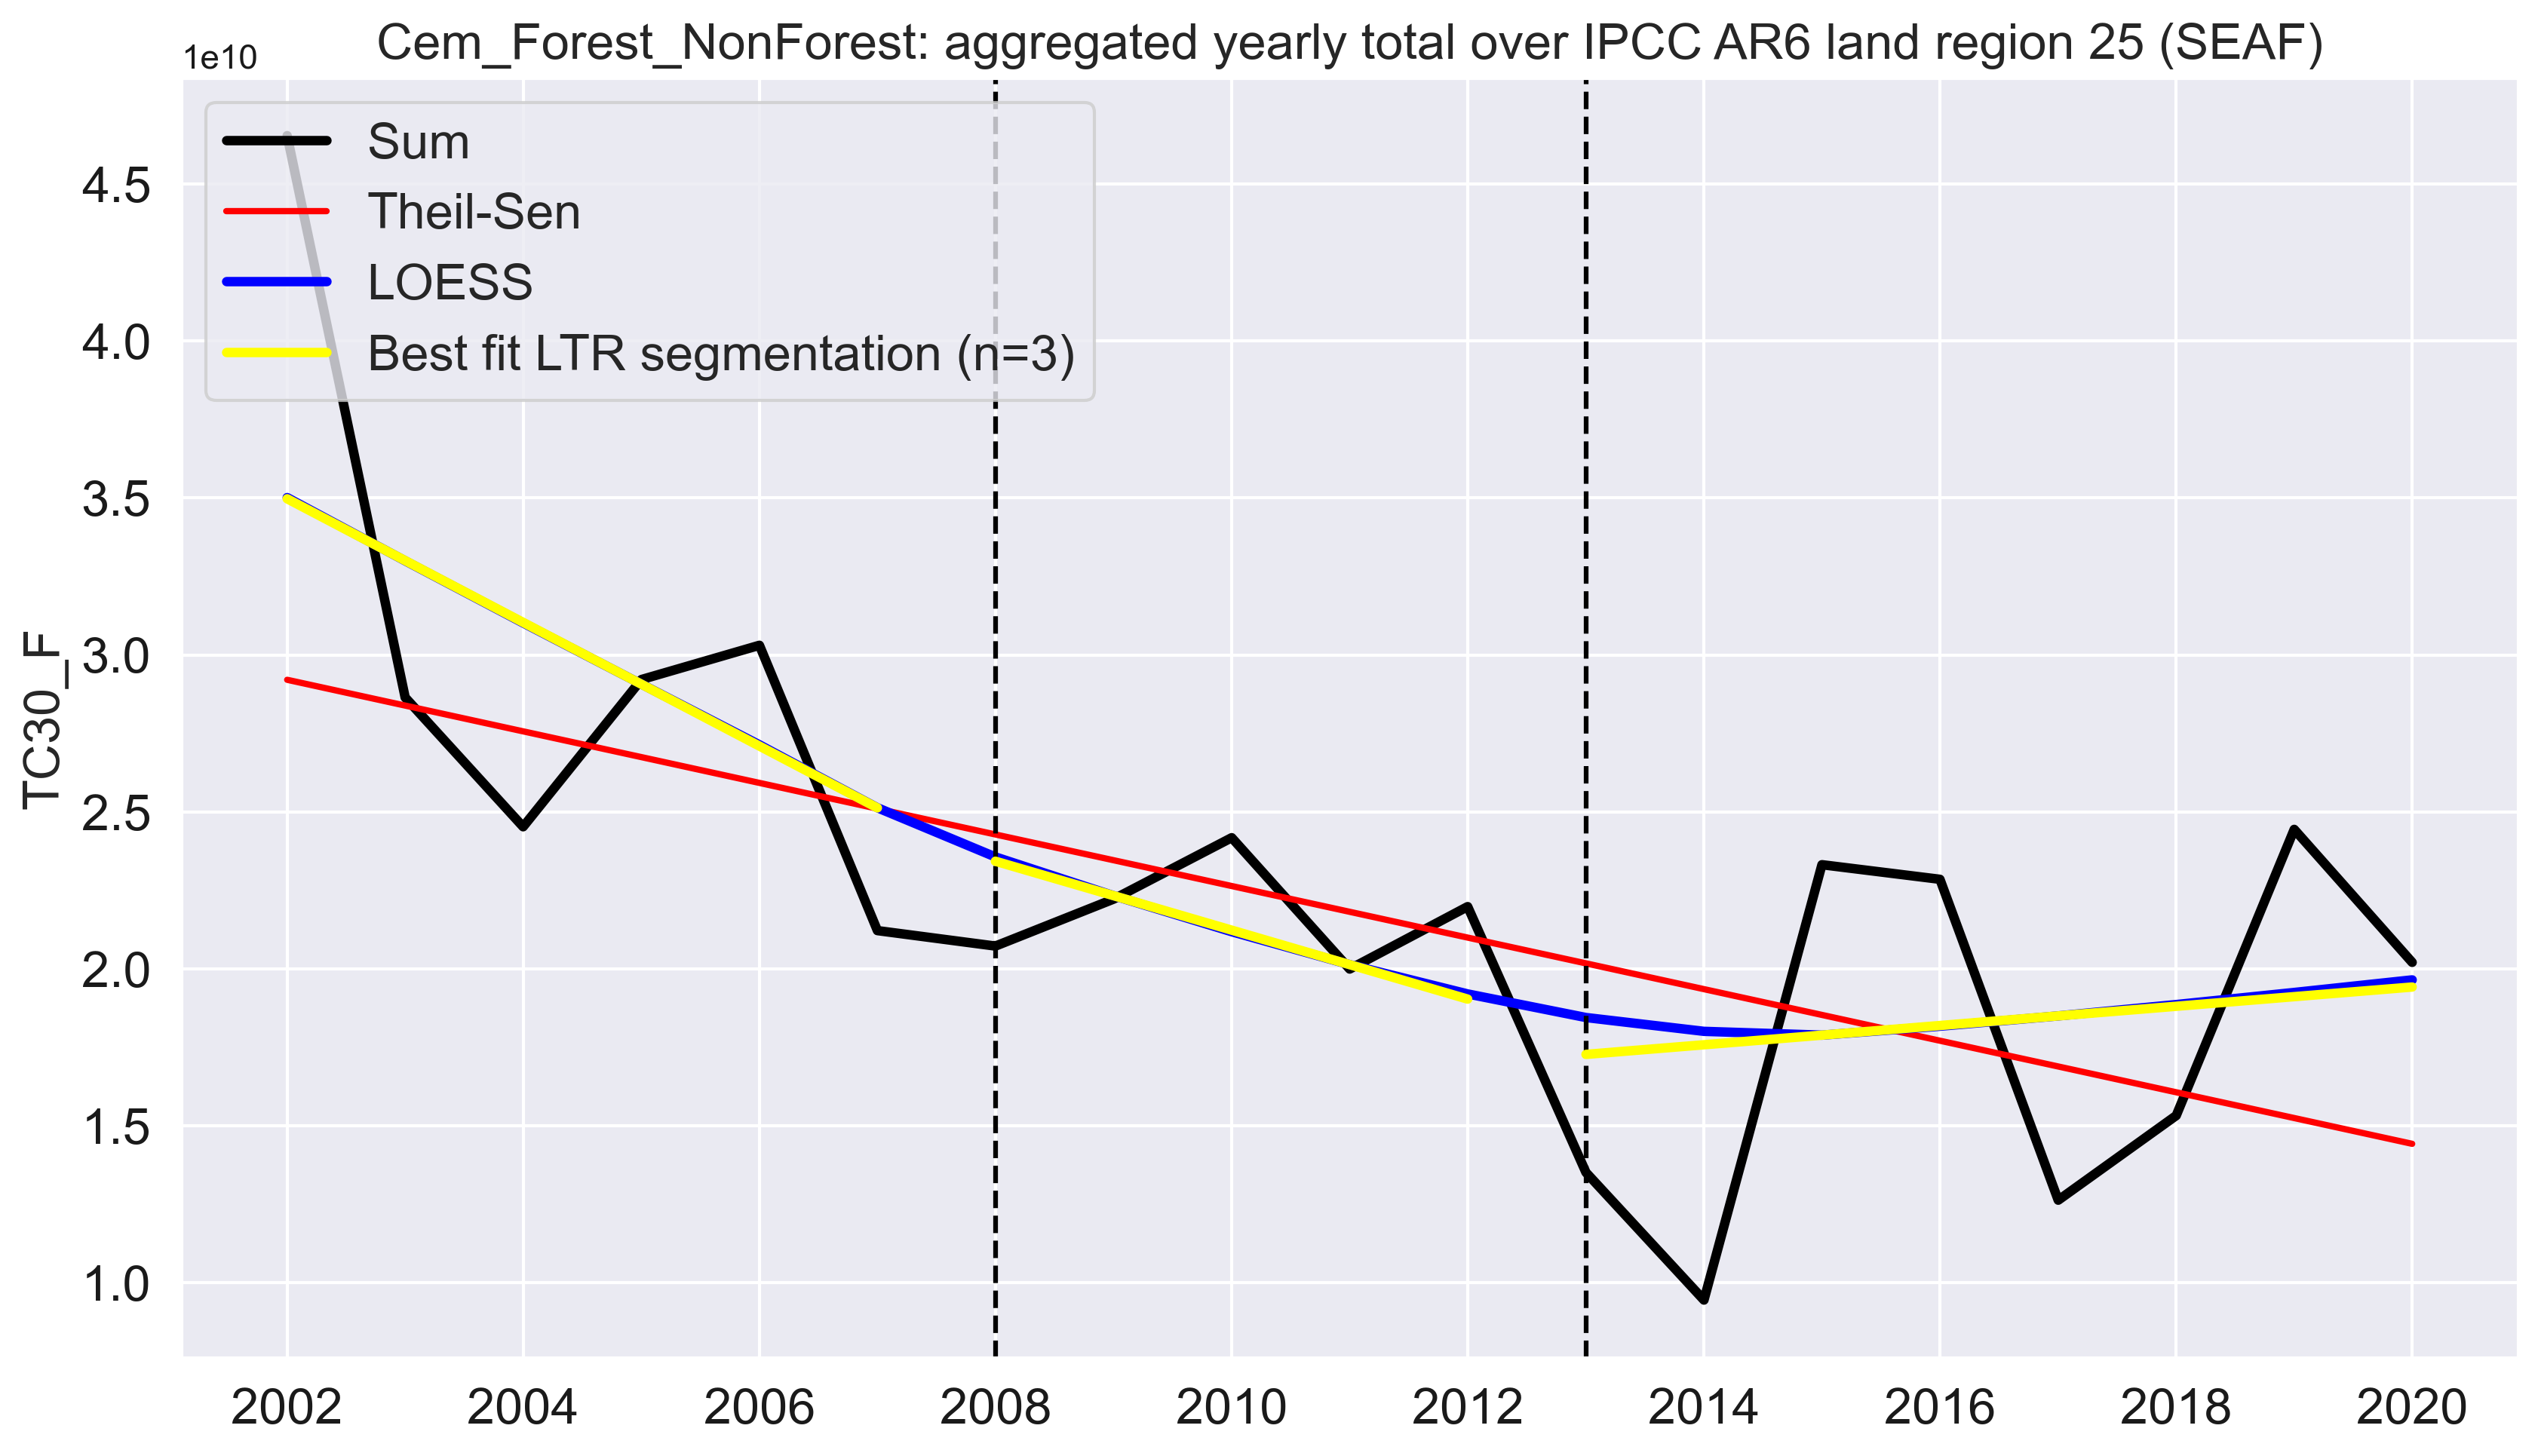 Cem_Forest_NonForest: aggregated yearly total over IPCC AR6 land region 25 (SEAF)
1e10
Sum
Theil-Sen
LOESS
Best fit LTR segmentation (n=3)
TC30_F
4.5
4.0
3.5
3.0
2.5
2.0
1.5
1.0
2002 2004 2006 2008 2010 2012 2014 2016 2018 2020